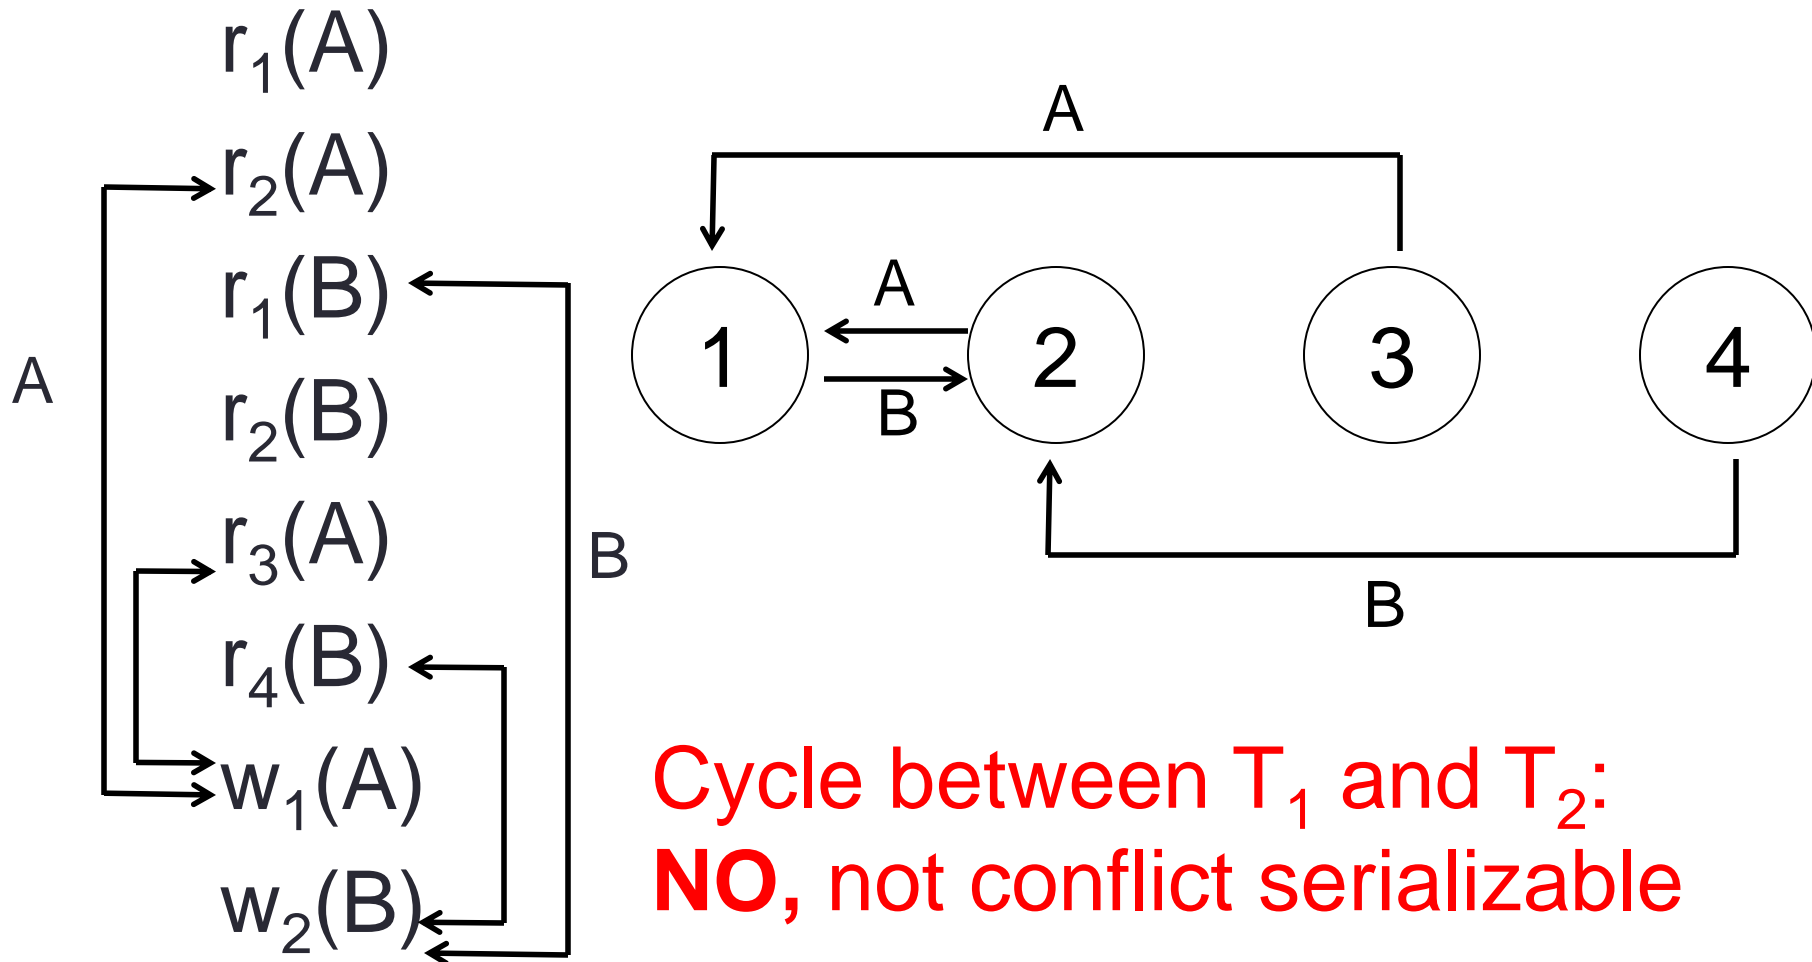 r₁(A)
r₂(A)
r₁(B)
r₂(B)
r₃(A)
r₄(B)
w₁(A)
w₂(B)
A
B
A
A
B
1
2
3
4
B
Cycle between T₁ and T₂:
NO, not conflict serializable